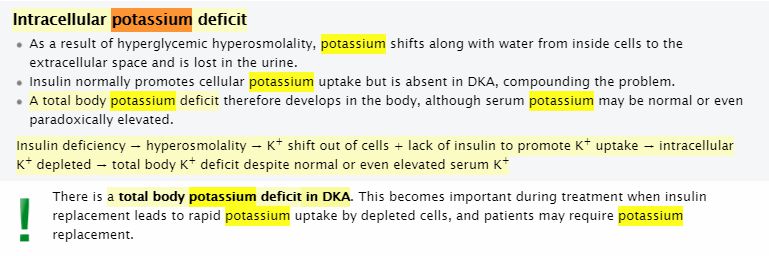 Intracellular potassium deficit
• As a result of hyperglycemic hyperosmolality, potassium shifts along with water from inside cells to the
extracellular space and is lost in the urine.
• Insulin normally promotes cellular potassium uptake but is absent in DKA, compounding the problem.
• A total body potassium deficit therefore develops in the body, although serum potassium may be normal or even
paradoxically elevated.
Insulin deficiency → hyperosmolality → K⁺ shift out of cells + lack of insulin to promote K⁺ uptake → intracellular
K⁺ depleted → total body K⁺ deficit despite normal or even elevated serum K⁺
There is a total body potassium deficit in DKA. This becomes important during treatment when insulin
replacement leads to rapid potassium uptake by depleted cells, and patients may require potassium
replacement.